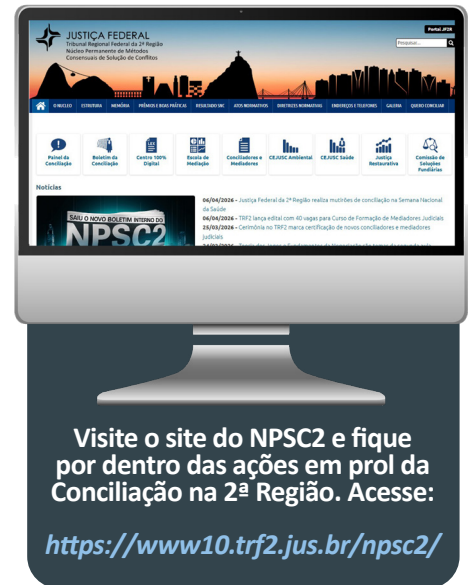 Portal JF2R
JUSTIÇA FEDERAL
Tribunal Regional Federal da 2ª Região
Núcleo Permanente de Métodos
Consensuais de Solução de Conflitos
Pesquisar...
O NUCLEO ESTRUTURA MEMÓRIA PRÊMIOS E BOAS PRÁTICAS RESULTADO SNC ATOS NORMATIVOS DIRETRIZES NORMATIVAS ENDEREÇOS E TELEFONES GALERIA QUERO CONCILIAR
Painel da Conciliação
Boletim da Conciliação
Centro 100% Digital
Escala de Mediação
Conciliadores e Mediadores
CEJUSC Ambiental
CEJUSC Saúde
Justiça Restaurativa
Comissão de Soluções Fundiárias
Notícias
SAIU O NOVO BOLETIM INTERNO DO
NPSC2
06/04/2026 - Justiça Federal da 2ª Região realiza mutirões de conciliação na Semana Nacional
da Saúde
06/04/2026 - TRF2 lança edital com 40 vagas para Curso de Formação de Mediadores Judiciais
25/03/2026 - Cerimônia no TRF2 marca certificação de novos conciliadores e mediadores
judiciais
Visite o site do NPSC2 e fique
por dentro das ações em prol da
Conciliação na 2ª Região. Acesse:
https://www10.trf2.jus.br/npsc2/